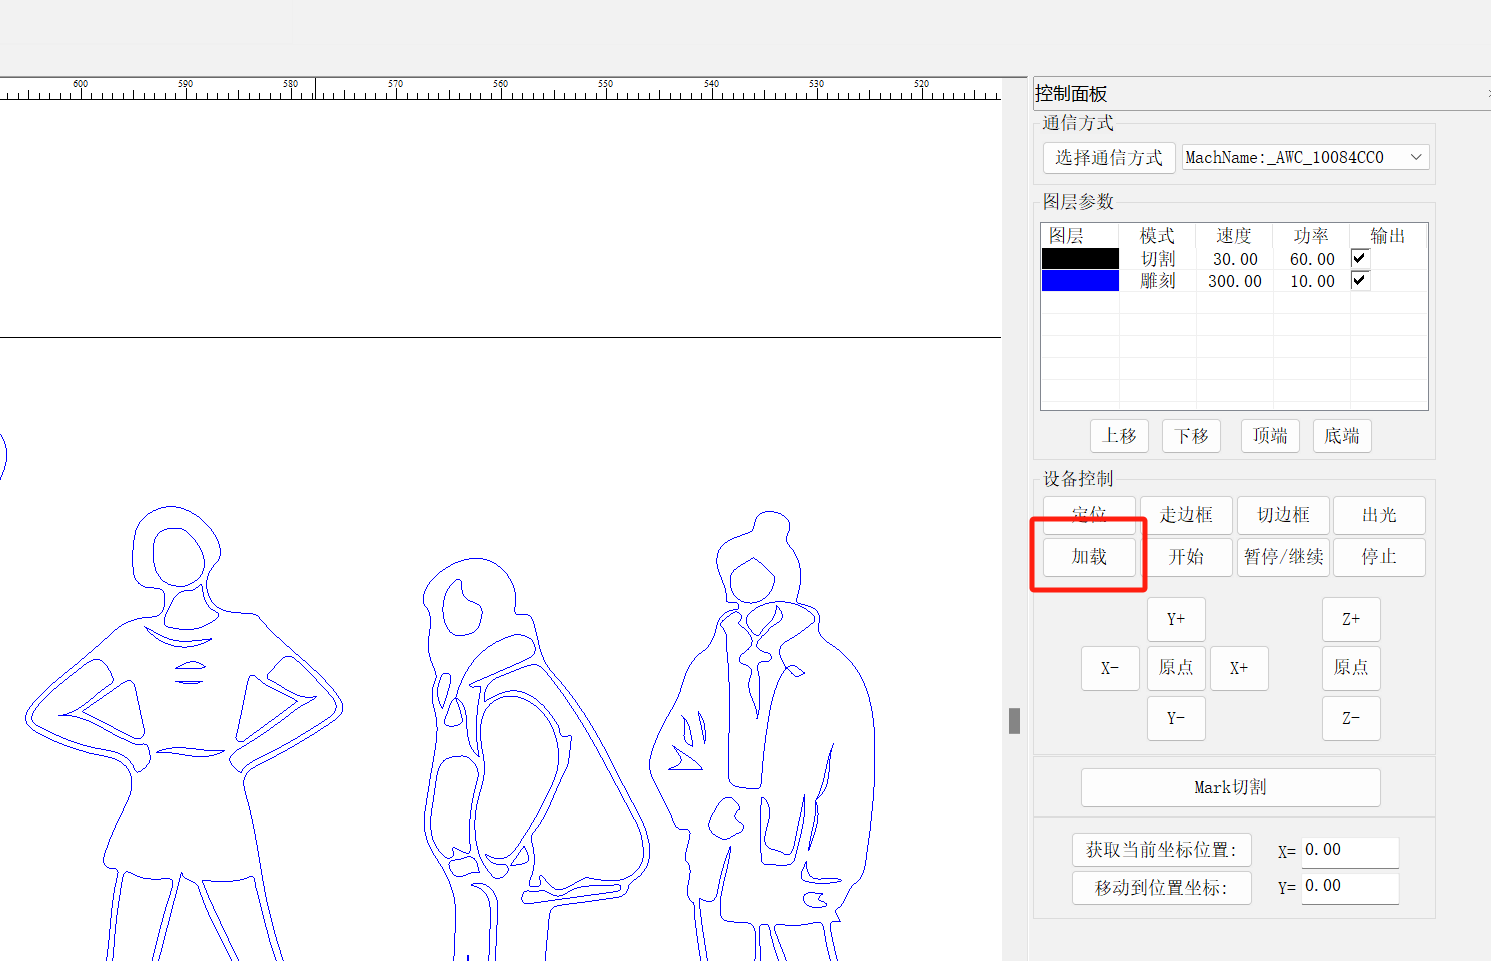 600 590 580 570 560 550 540 530 520
控制面板
通信方式
选择通信方式 MachName:_AWC_10084CC0
图层参数
图层 模式 速度 功率 输出
切割 30.00 60.00
雕刻 300.00 10.00
上移 下移 顶端 底端
设备控制
定位 走边框 切边框 出光
加载 开始 暂停/继续 停止
Y+ Z+
X- 原点 X+ 原点
Y- Z-
Mark切割
获取当前坐标位置: X= 0.00
移动到位置坐标: Y= 0.00